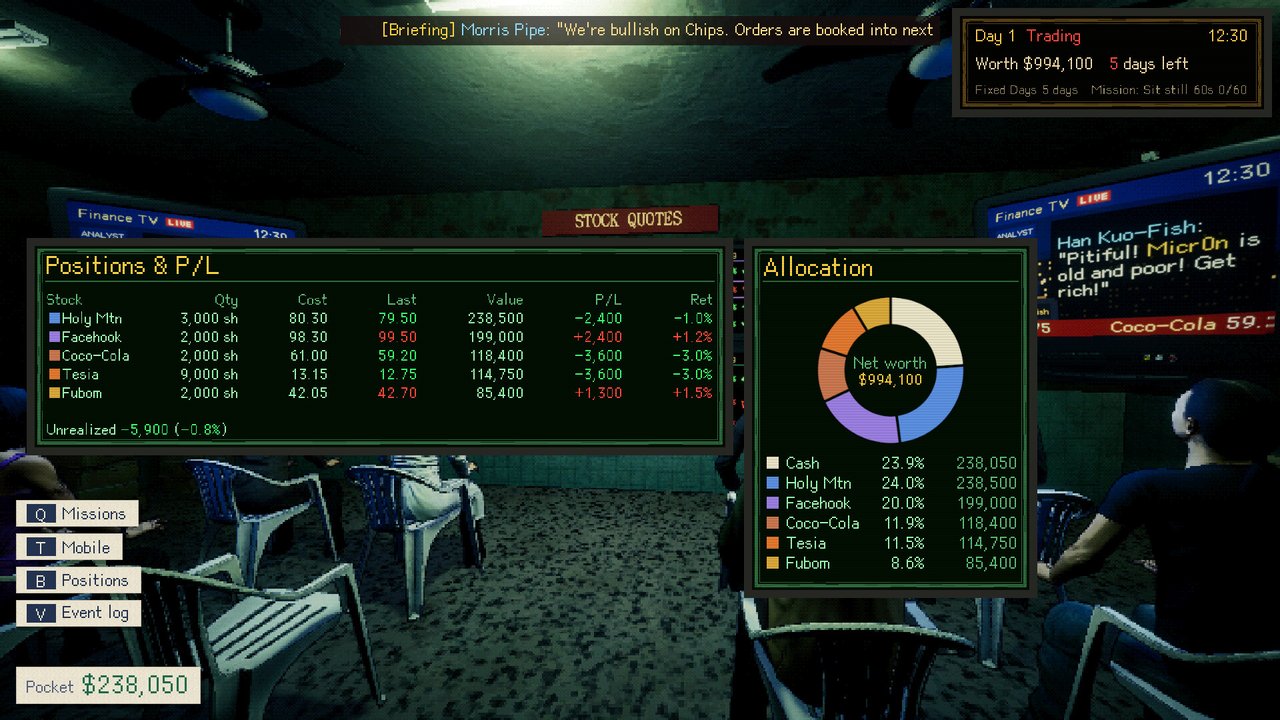 [Briefing] Morris Pipe: "We're bullish on Chips. Orders are booked into next
Day 1 Trading 12:30
Worth $994,100 5 days left
Fixed Days 5 days Mission: Sit still 60s 0/60
Finance TV LIVE
ANALYST 12:30
STOCK QUOTES
12:30
Finance TV LIVE
ANALYST
Han Kuo-Fish:
"Pitiful! Micr0n is
old and poor! Get
rich!"
Coco-Cola 59.
Positions & P/L
Stock Qty Cost Last Value P/L Ret
Holy Mtn 3,000 sh 80.30 79.50 238,500 -2,400 -1.0%
Facehook 2,000 sh 98.30 99.50 199,000 +2,400 +1.2%
Coco-Cola 2,000 sh 61.00 59.20 118,400 -3,600 -3.0%
Tesia 9,000 sh 13.15 12.75 114,750 -3,600 -3.0%
Fubom 2,000 sh 42.05 42.70 85,400 +1,300 +1.5%
Unrealized -5,900 (-0.8%)
Allocation
Net worth
$994,100
Cash 23.9% 238,050
Holy Mtn 24.0% 238,500
Facehook 20.0% 199,000
Coco-Cola 11.9% 118,400
Tesia 11.5% 114,750
Fubom 8.6% 85,400
Q Missions
T Mobile
B Positions
V Event log
Pocket $238,050